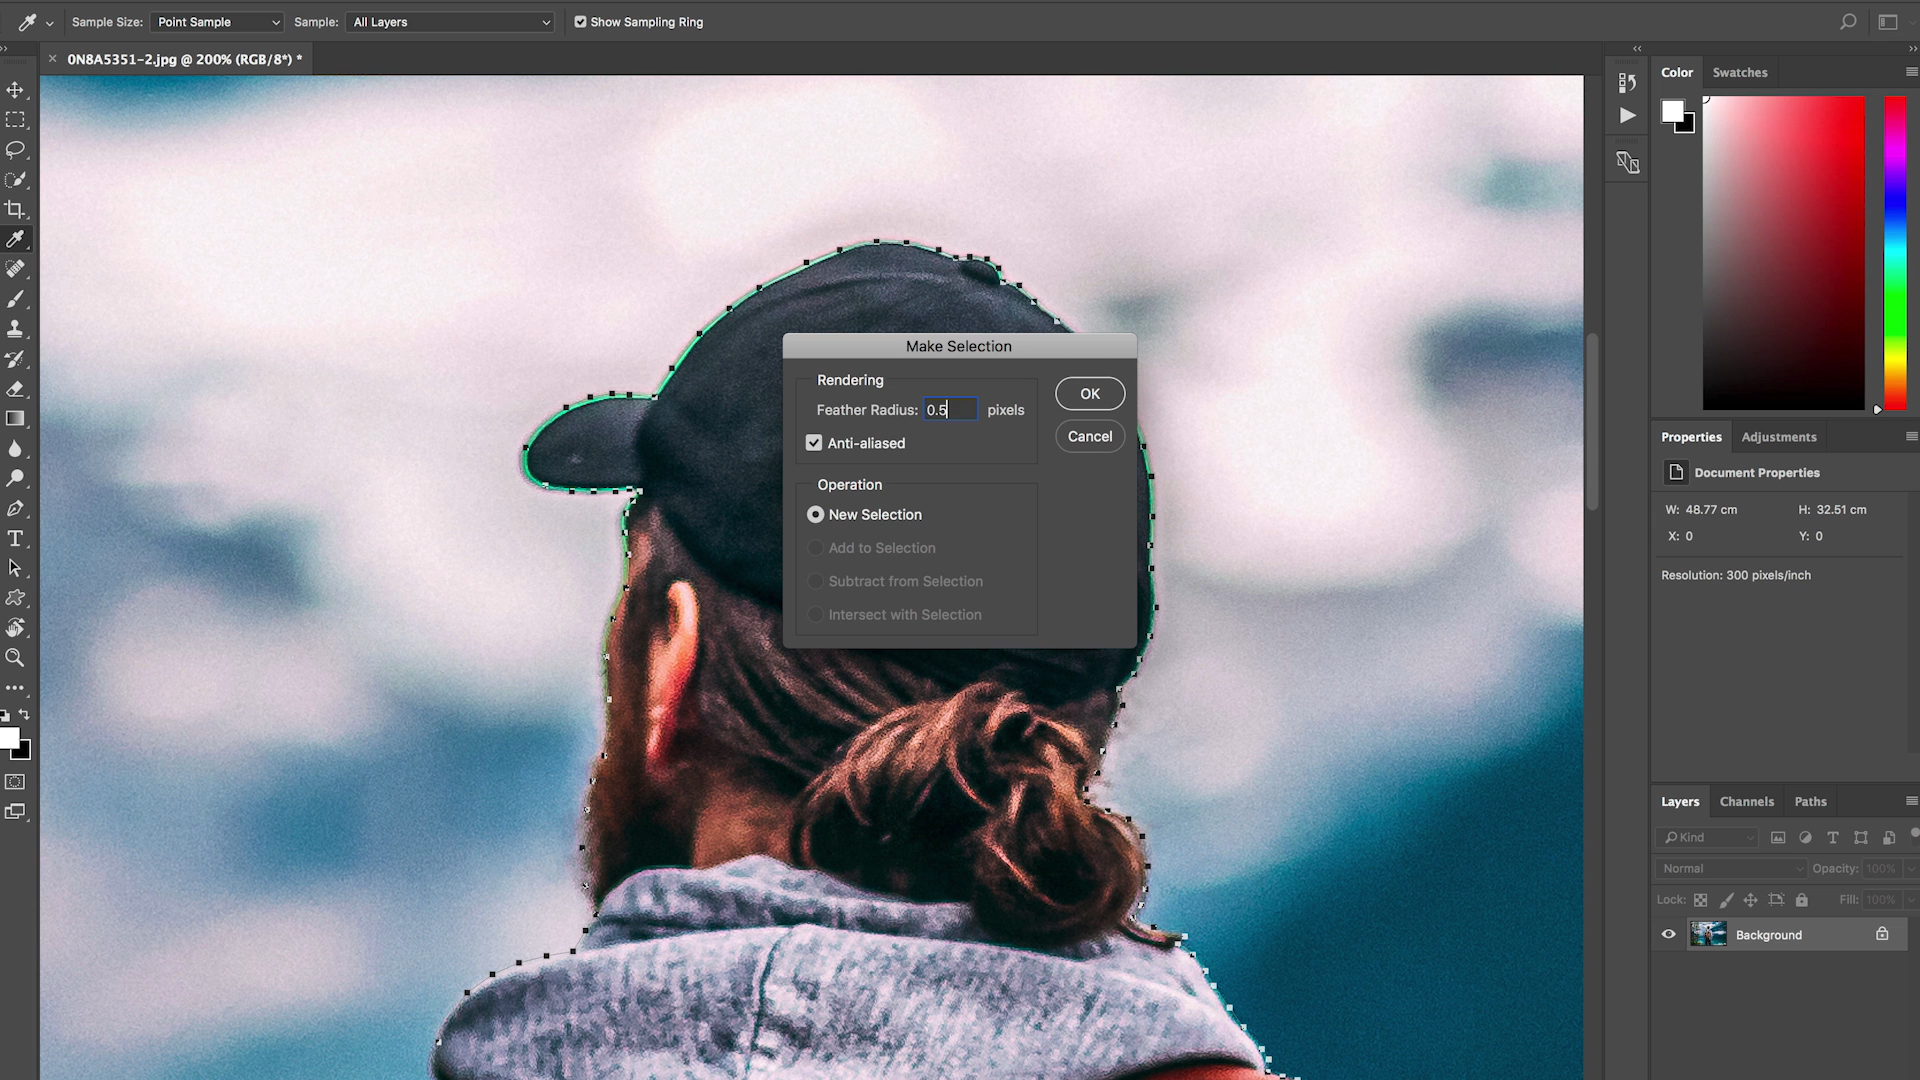 Sample Size: Point Sample Sample: All Layers Show Sampling Ring
0N8A5351-2.jpg @ 200% (RGB/8*) *
Color Swatches
Make Selection
Rendering
Feather Radius: 0.5 pixels
Anti-aliased
OK
Cancel
Operation
New Selection
Add to Selection
Subtract from Selection
Intersect with Selection
Properties Adjustments
Document Properties
W: 48.77 cm H: 32.51 cm
X: 0 Y: 0
Resolution: 300 pixels/inch
Layers Channels Paths
Kind
Normal Opacity: 100%
Lock: Fill: 100%
Background